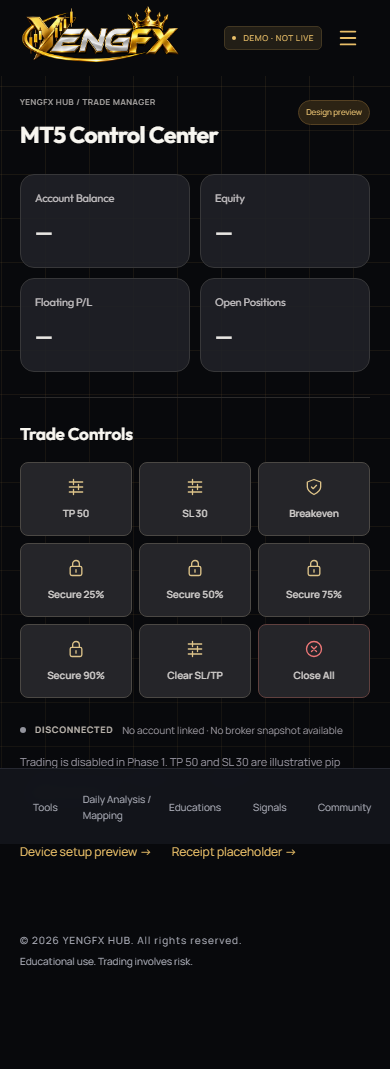 YENGFX
DEMO · NOT LIVE
YENGFX HUB / TRADE MANAGER
Design preview
MT5 Control Center
Account Balance
—
Equity
—
Floating P/L
—
Open Positions
—
Trade Controls
TP 50
SL 30
Breakeven
Secure 25%
Secure 50%
Secure 75%
Secure 90%
Clear SL/TP
Close All
DISCONNECTED No account linked · No broker snapshot available
Trading is disabled in Phase 1. TP 50 and SL 30 are illustrative pip
Tools
Daily Analysis /
Mapping
Educations
Signals
Community
Device setup preview → Receipt placeholder →
© 2026 YENGFX HUB. All rights reserved.
Educational use. Trading involves risk.